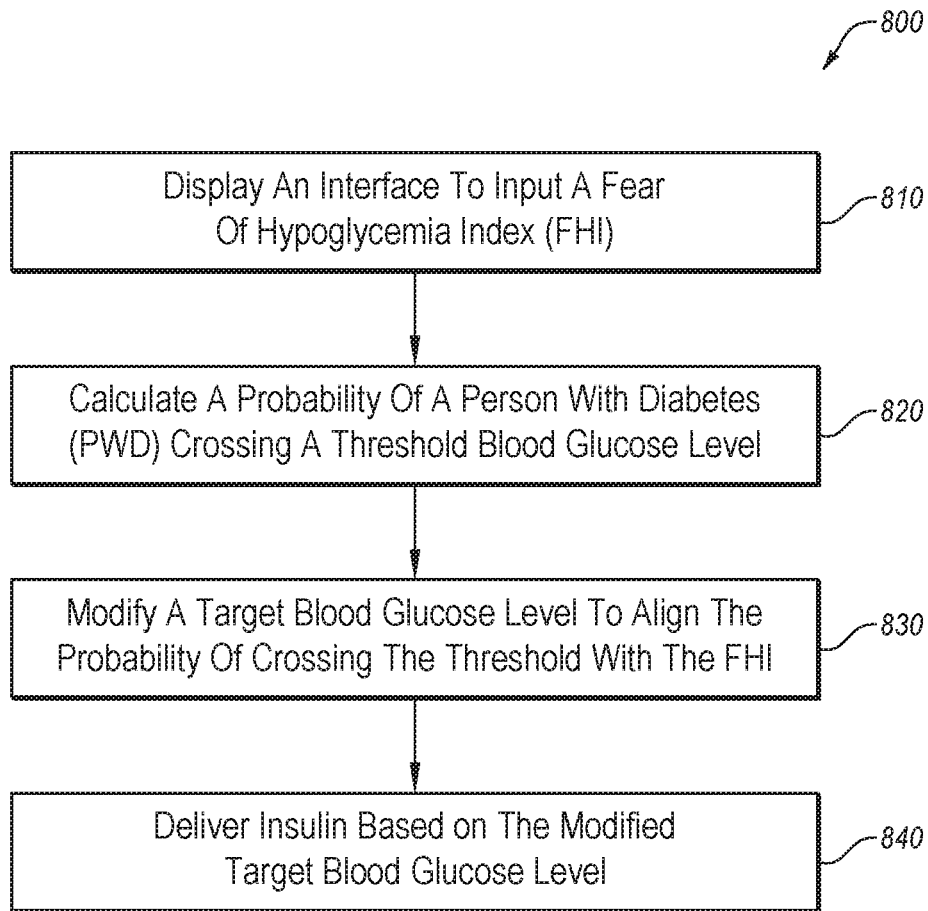 800
Display An Interface To Input A Fear
Of Hypoglycemia Index (FHI)
810
Calculate A Probability Of A Person With Diabetes
(PWD) Crossing A Threshold Blood Glucose Level
820
Modify A Target Blood Glucose Level To Align The
Probability Of Crossing The Threshold With The FHI
830
Deliver Insulin Based on The Modified
Target Blood Glucose Level
840